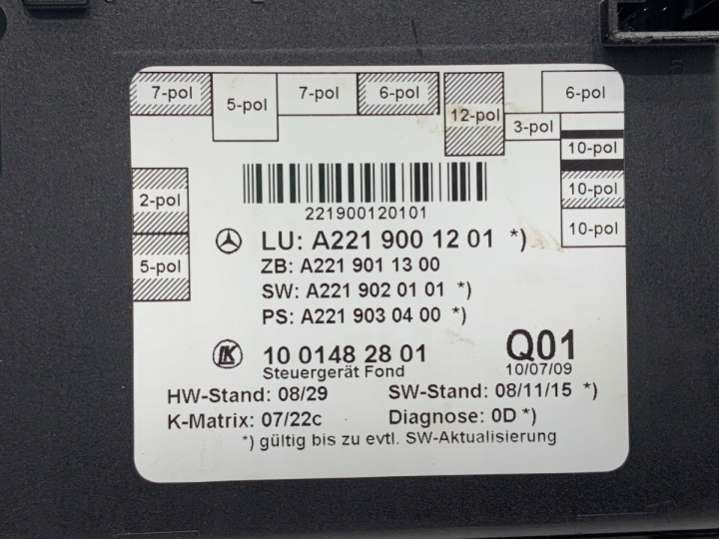 7-pol 5-pol 7-pol 6-pol 12-pol 3-pol 6-pol
10-pol
2-pol 10-pol
221900120101
10-pol
LU: A221 900 12 01 *)
5-pol
ZB: A221 901 13 00
SW: A221 902 01 01 *)
PS: A221 903 04 00 *)
10 0148 28 01 Q01
Steuergerät Fond 10/07/09
HW-Stand: 08/29 SW-Stand: 08/11/15 *)
K-Matrix: 07/22c Diagnose: 0D *)
*) gültig bis zu evtl. SW-Aktualisierung